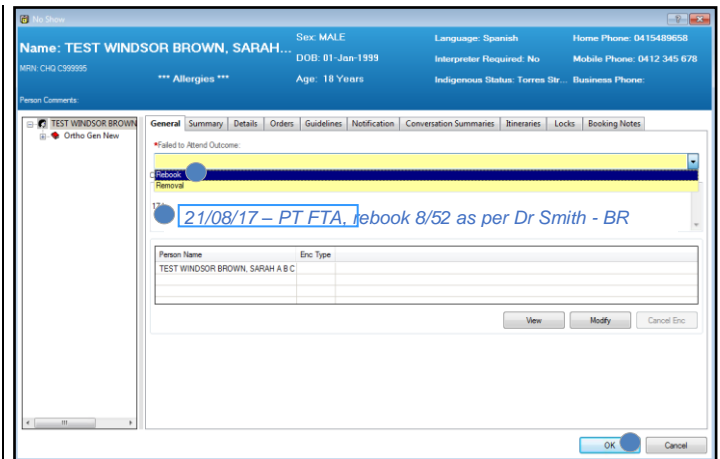 No Show
Name: TEST WINDSOR BROWN, SARAH...
Sex: MALE
Language: Spanish
Home Phone: 0415489658
DOB: 01-Jan-1999
Interpreter Required: No
Mobile Phone: 0412 345 678
MRN: CHQ C999995
*** Allergies ***
Age: 18 Years
Indigenous Status: Torres Str...
Business Phone:
Person Comments:
TEST WINDSOR BROWN
Ortho Gen New
General Summary Details Orders Guidelines Notification Conversation Summaries Itineraries Locks Booking Notes
*Failed to Attend Outcome:
Rebook
Removal
21/08/17 – PT FTA, rebook 8/52 as per Dr Smith - BR
Person Name Enc Type
TEST WINDSOR BROWN, SARAH A B C
View Modify Cancel Enc
OK Cancel